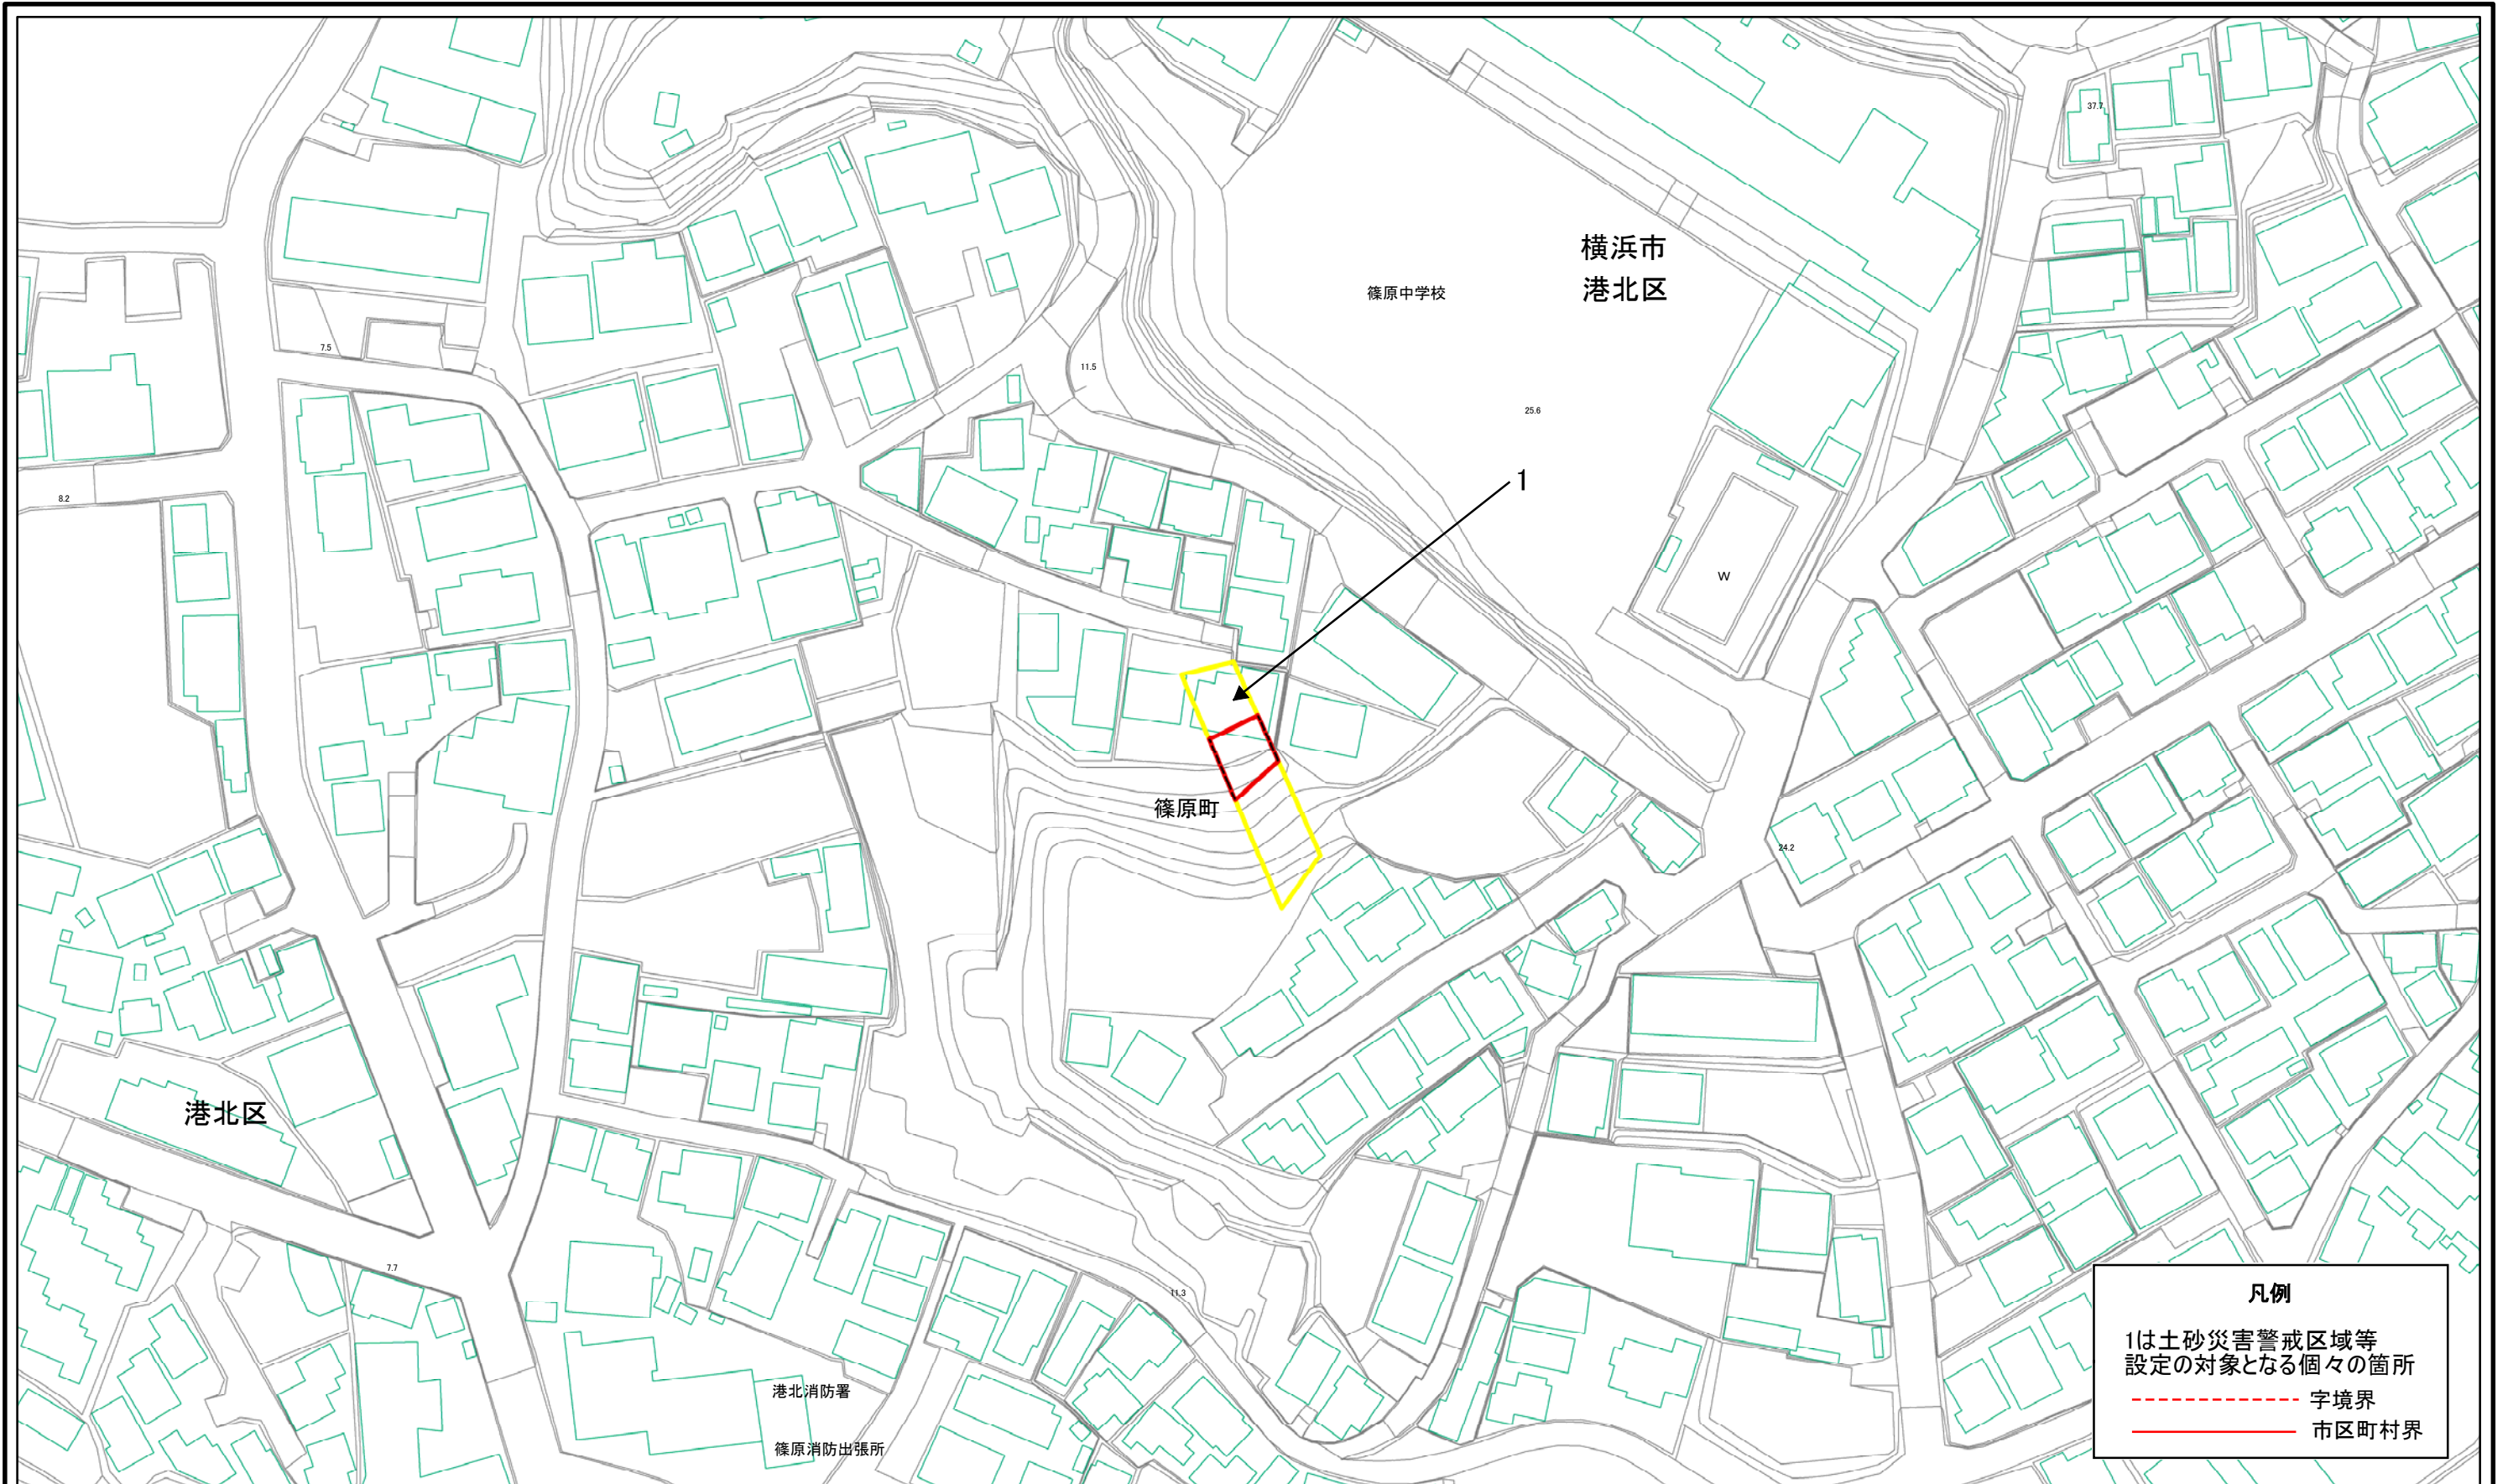 37.7
横浜市
港北区
篠原中学校
7.5
11.5
25.6
1
8.2
W
篠原町
24.2
港北区
7.7
11.3
港北消防署
篠原消防出張所
凡例
1は土砂災害警戒区域等
設定の対象となる個々の箇所
字境界
市区町村界